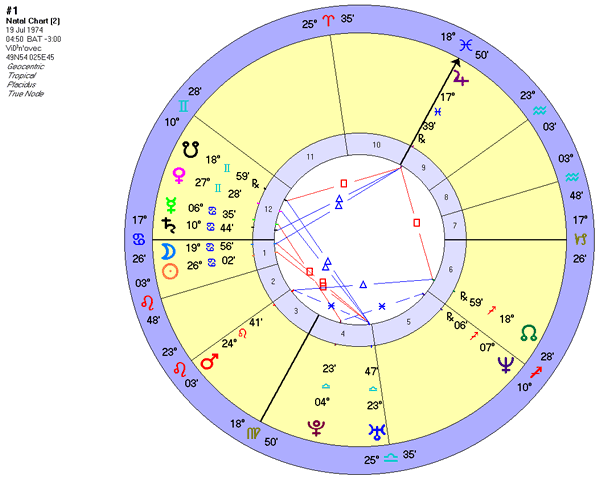 #1
Natal Chart [2]
19 Jul 1974
04:50 BAT -3:00
49N54 025E45
Geocentric
Tropical
Placidus
True Node
25° ♈ 35'
18° ♓ 50'
28' ♊ 10°
23° ♒ 03'
03° ♒ 48'
17° ♑ 26'
28' ♐ 10°
25° ♎ 35'
18° ♍ 50'
23° ♌ 03'
03° ♌ 48'
17° ♋ 26'
♃ 17° ♓ 39' ℞
☋ 18° ♊ 59' ℞
♀ 27° ♊ 28'
☿ 06° ♋ 35'
♄ 10° ♋ 44'
☽ 19° ♋ 56'
☉ 26° ♋ 02'
♂ 24° ♌ 41'
♇ 04° ♎ 23'
♅ 23° ♎ 47'
♆ 07° ♐ 06' ℞
☊ 18° ♐ 59' ℞
1
2
3
4
5
6
7
8
9
10
11
12